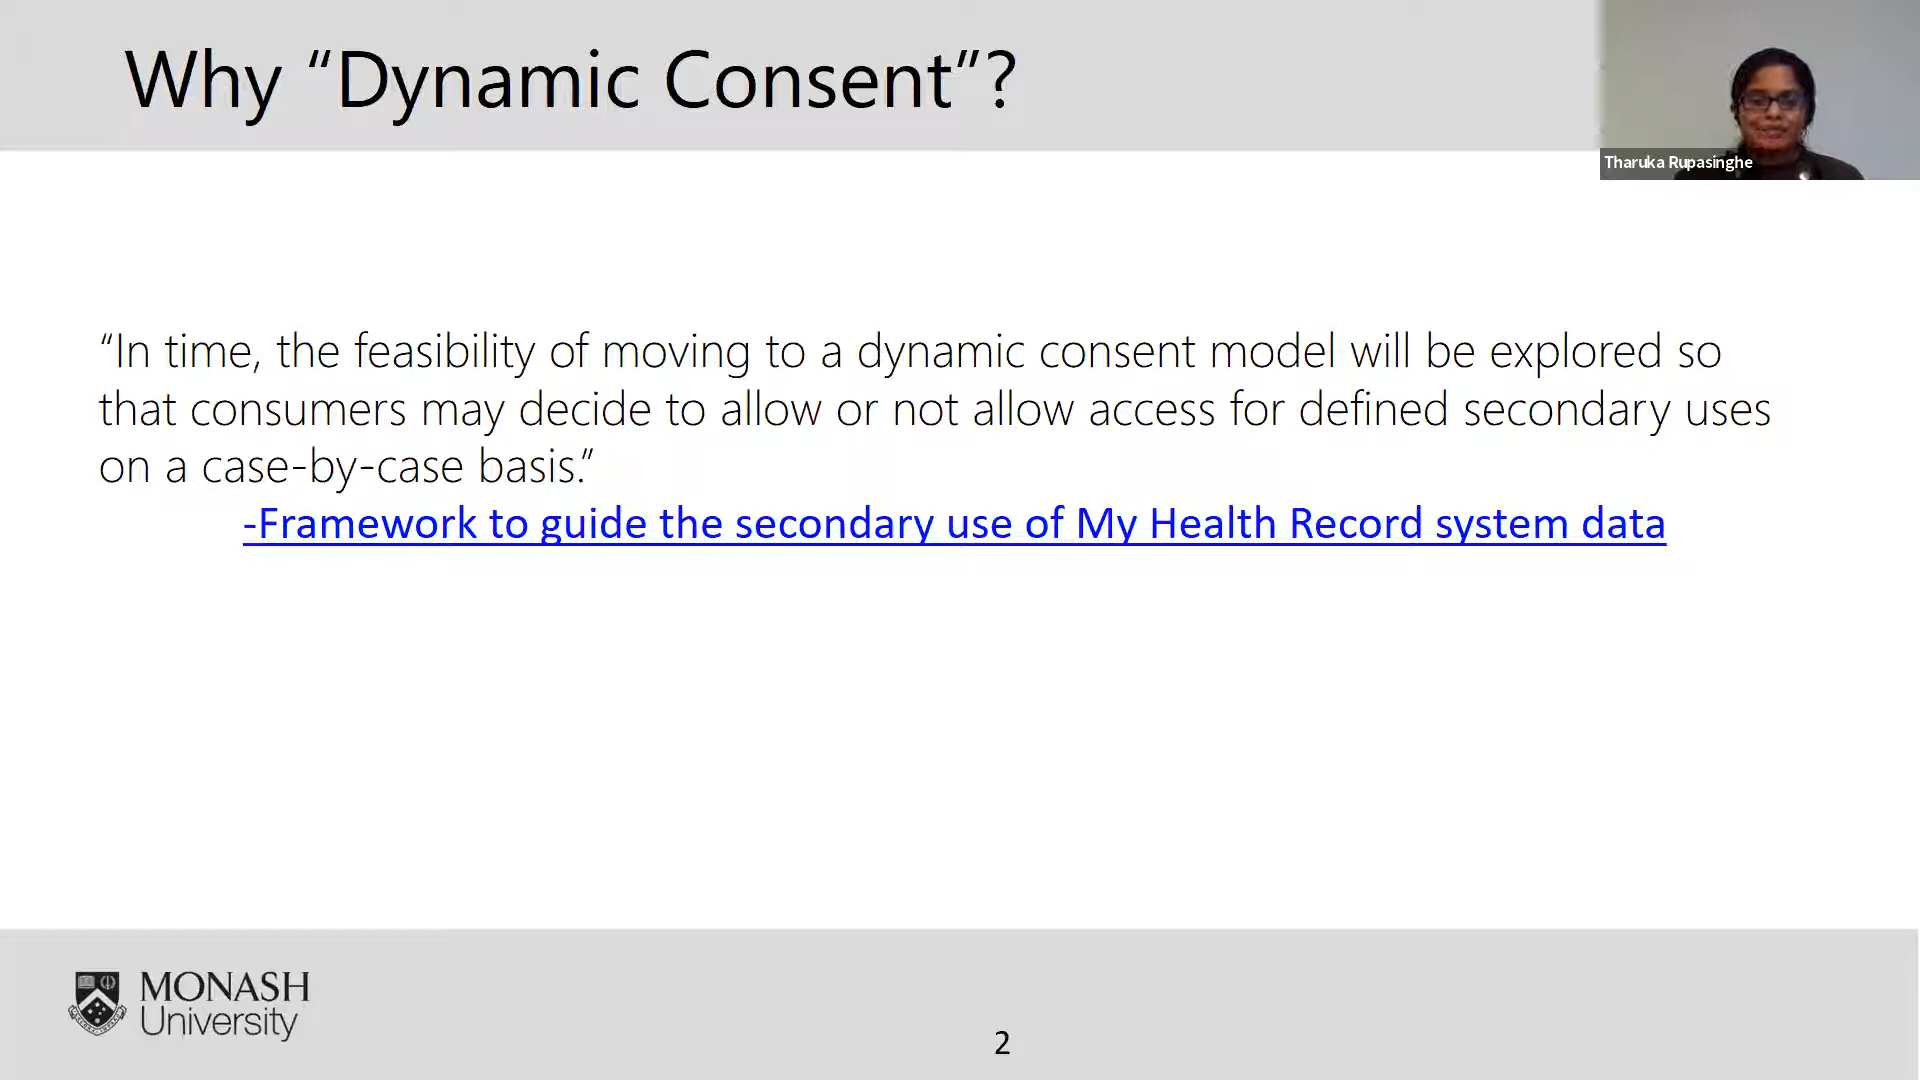 Why “Dynamic Consent”?
Tharuka Rupasinghe
“In time, the feasibility of moving to a dynamic consent model will be explored so
that consumers may decide to allow or not allow access for defined secondary uses
on a case-by-case basis.”
-Framework to guide the secondary use of My Health Record system data
MONASH
University
2